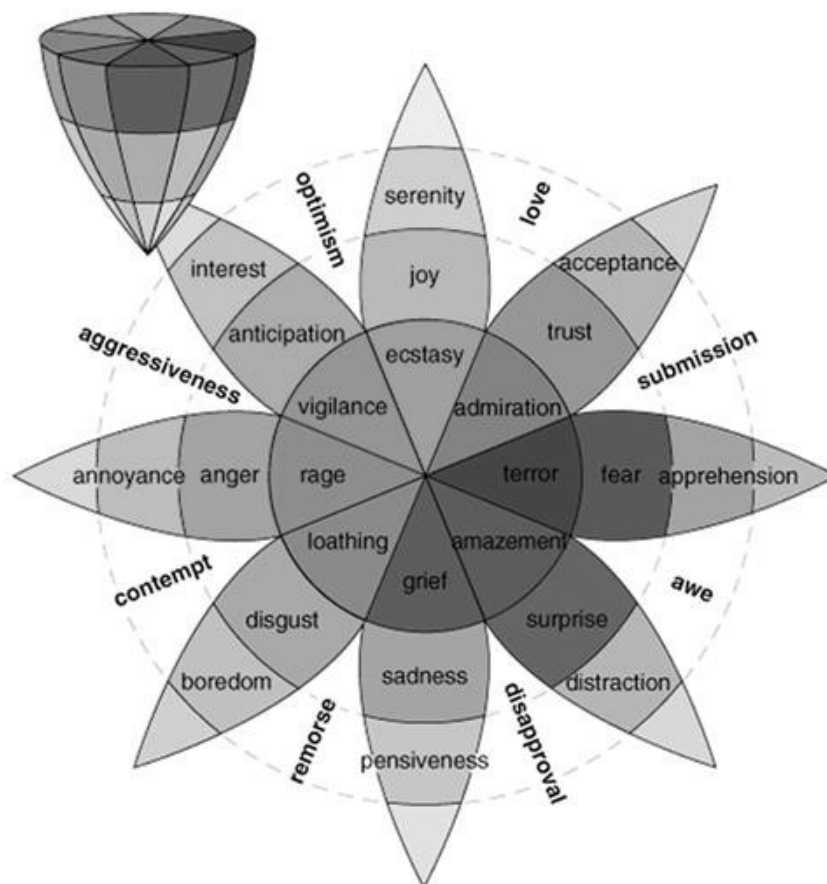 optimism
serenity
love
interest
joy
acceptance
anticipation
trust
aggressiveness
ecstasy
submission
vigilance
admiration
annoyance
anger
rage
terror
fear
apprehension
loathing
amazement
contempt
grief
awe
disgust
surprise
boredom
sadness
distraction
remorse
disapproval
pensiveness